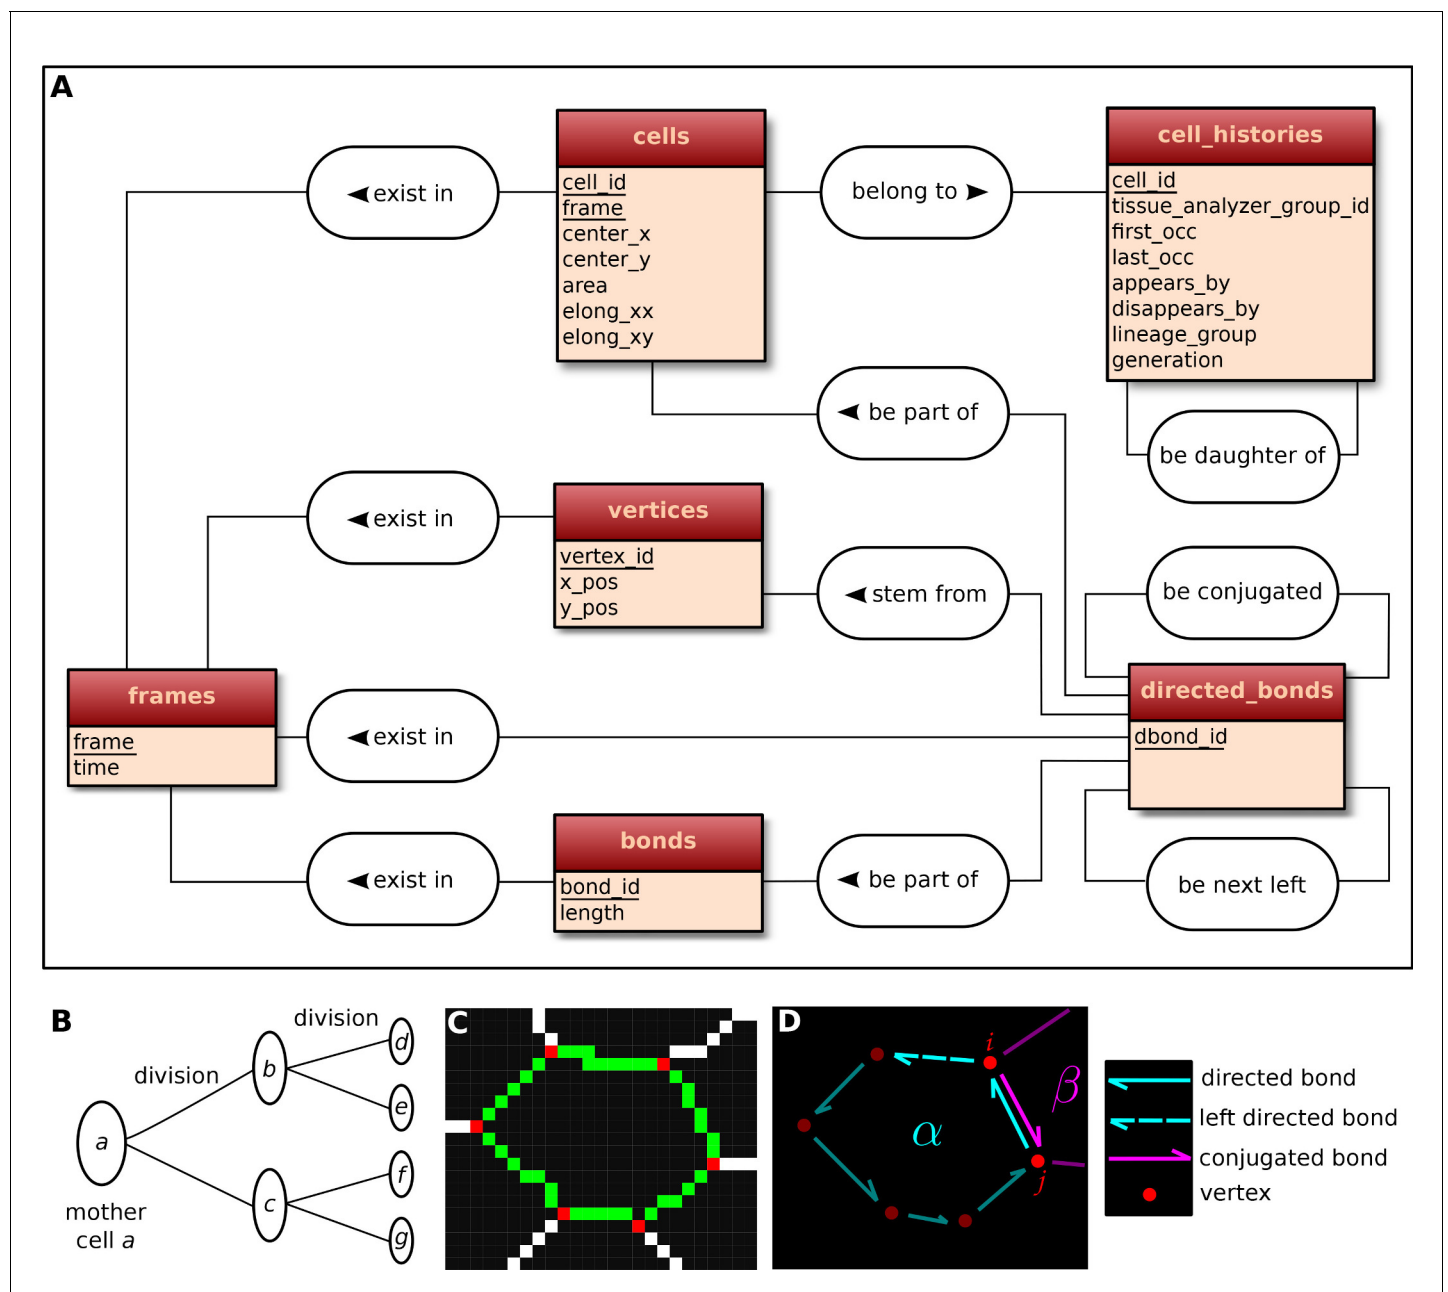 A
cells
cell_id
frame
center_x
center_y
area
elong_xx
elong_xy
exist in
belong to
cell_histories
cell_id
tissue_analyzer_group_id
first_occ
last_occ
appears_by
disappears_by
lineage_group
generation
be part of
be daughter of
exist in
vertices
vertex_id
x_pos
y_pos
stem from
be conjugated
frames
frame
time
exist in
directed_bonds
dbond_id
exist in
bonds
bond_id
length
be part of
be next left
B
division
division
a
b
c
d
e
f
g
mother
cell a
C
D
i
β
α
j
directed bond
left directed bond
conjugated bond
vertex